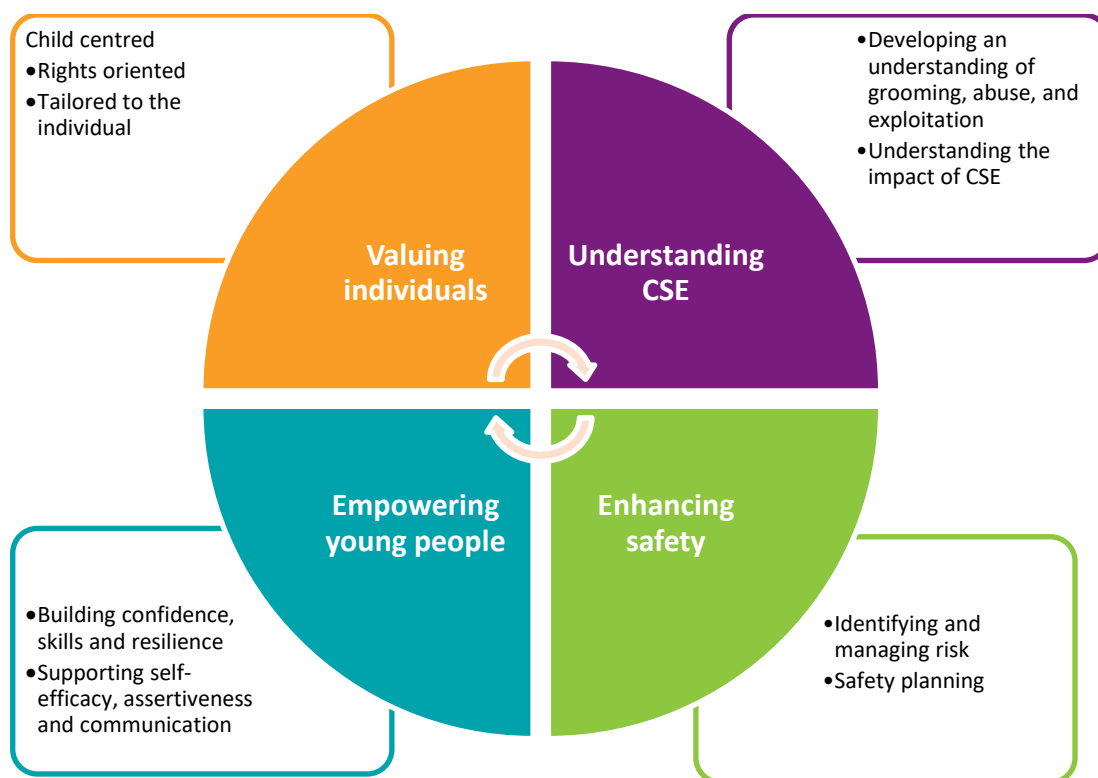 Child centred
•Rights oriented
•Tailored to the
individual
•Developing an
understanding of
grooming, abuse, and
exploitation
•Understanding the
impact of CSE
Valuing
individuals
Understanding
CSE
Empowering
young people
Enhancing
safety
•Building confidence,
skills and resilience
•Supporting self-
efficacy, assertiveness
and communication
•Identifying and
managing risk
•Safety planning